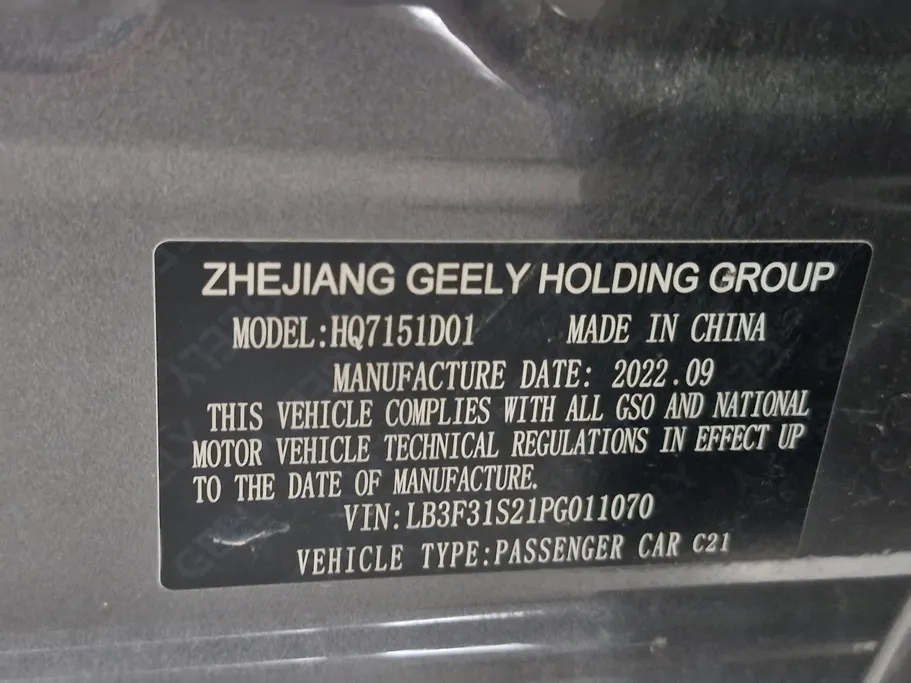 ZHEJIANG GEELY HOLDING GROUP
MODEL:HQ7151D01 MADE IN CHINA
MANUFACTURE DATE: 2022.09
THIS VEHICLE COMPLIES WITH ALL GSO AND NATIONAL
MOTOR VEHICLE TECHNICAL REGULATIONS IN EFFECT UP
TO THE DATE OF MANUFACTURE.
VIN:LB3F31S21PG011070
VEHICLE TYPE:PASSENGER CAR C21